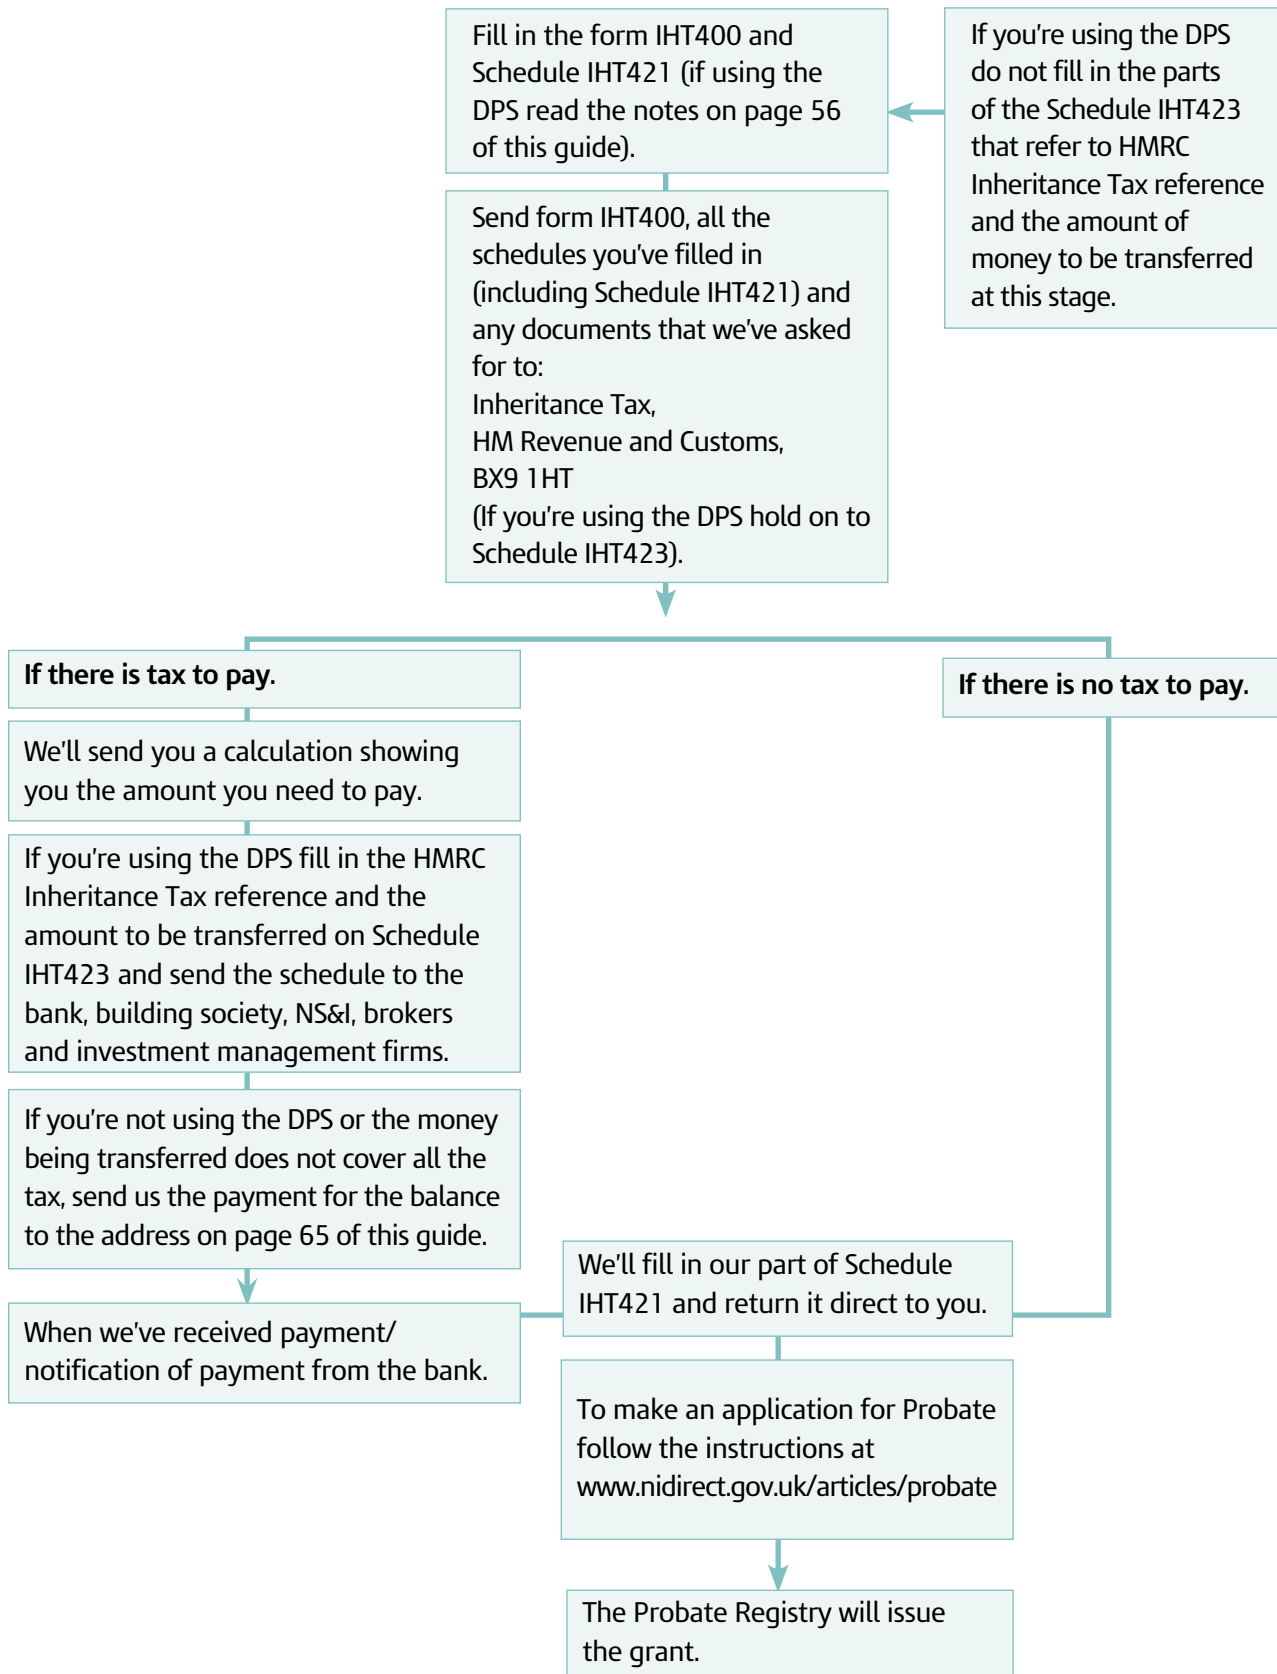 Fill in the form IHT400 and
Schedule IHT421 (if using the
DPS read the notes on page 56
of this guide).
If you're using the DPS
do not fill in the parts
of the Schedule IHT423
that refer to HMRC
Inheritance Tax reference
and the amount of
money to be transferred
at this stage.
Send form IHT400, all the
schedules you've filled in
(including Schedule IHT421) and
any documents that we've asked
for to:
Inheritance Tax,
HM Revenue and Customs,
BX9 1HT
(If you're using the DPS hold on to
Schedule IHT423).
If there is tax to pay.
If there is no tax to pay.
We'll send you a calculation showing
you the amount you need to pay.
If you're using the DPS fill in the HMRC
Inheritance Tax reference and the
amount to be transferred on Schedule
IHT423 and send the schedule to the
bank, building society, NS&I, brokers
and investment management firms.
If you're not using the DPS or the money
being transferred does not cover all the
tax, send us the payment for the balance
to the address on page 65 of this guide.
When we've received payment/
notification of payment from the bank.
We'll fill in our part of Schedule
IHT421 and return it direct to you.
To make an application for Probate
follow the instructions at
www.nidirect.gov.uk/articles/probate
The Probate Registry will issue
the grant.